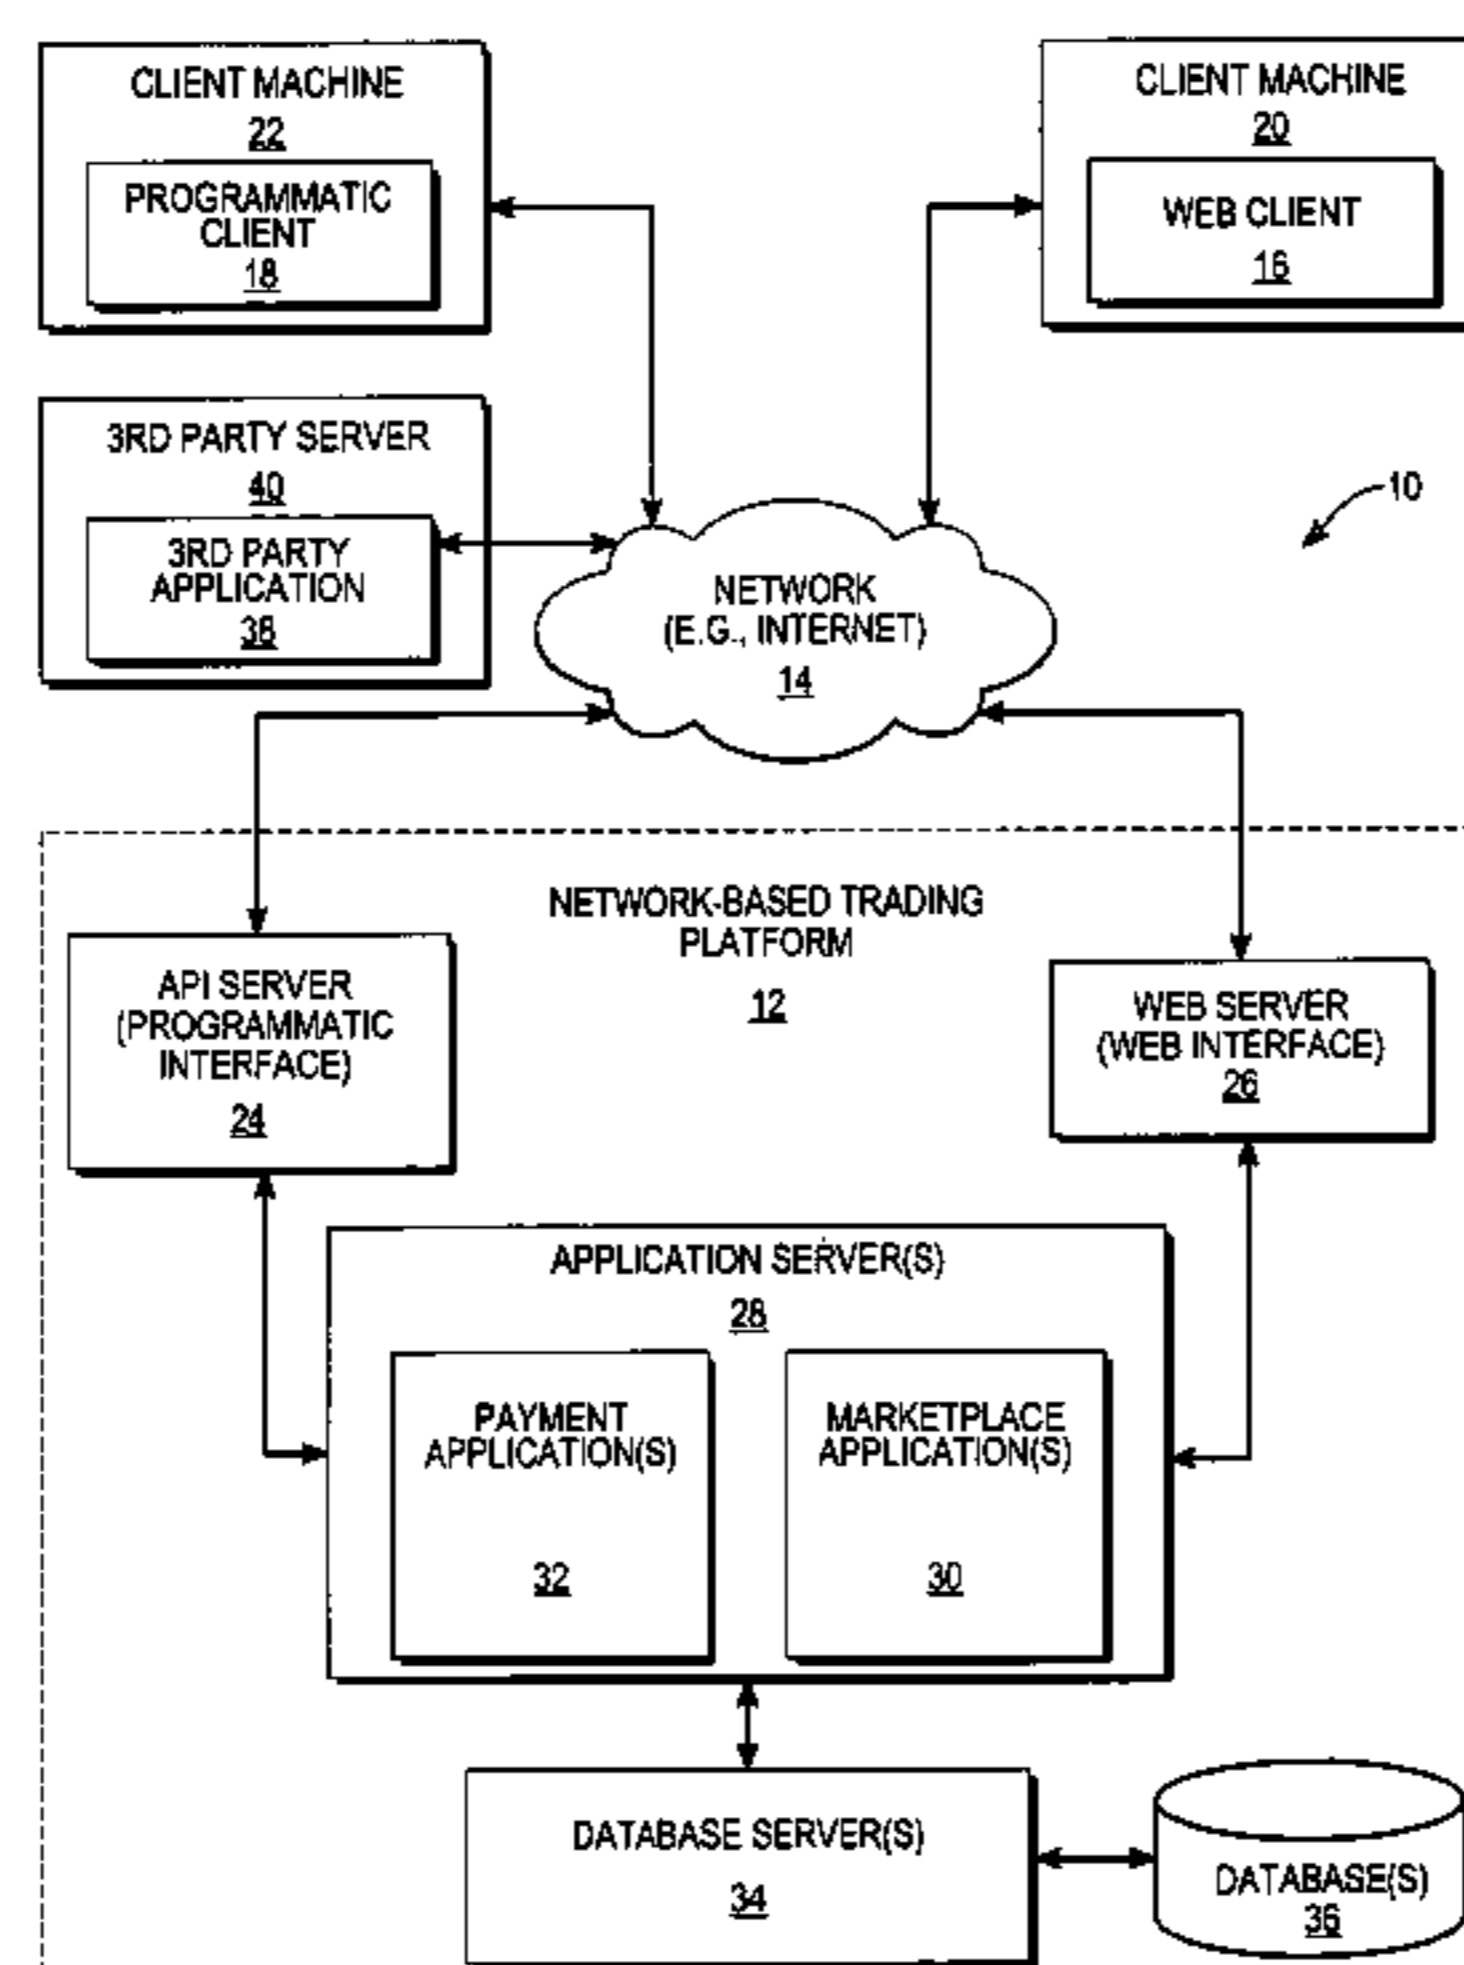 CLIENT MACHINE
22
PROGRAMMATIC
CLIENT
18
CLIENT MACHINE
20
WEB CLIENT
16
3RD PARTY SERVER
40
3RD PARTY
APPLICATION
38
10
NETWORK
(E.G., INTERNET)
14
NETWORK-BASED TRADING
PLATFORM
12
API SERVER
(PROGRAMMATIC
INTERFACE)
24
WEB SERVER
(WEB INTERFACE)
26
APPLICATION SERVER(S)
28
PAYMENT
APPLICATION(S)
32
MARKETPLACE
APPLICATION(S)
30
DATABASE SERVER(S)
34
DATABASE(S)
36